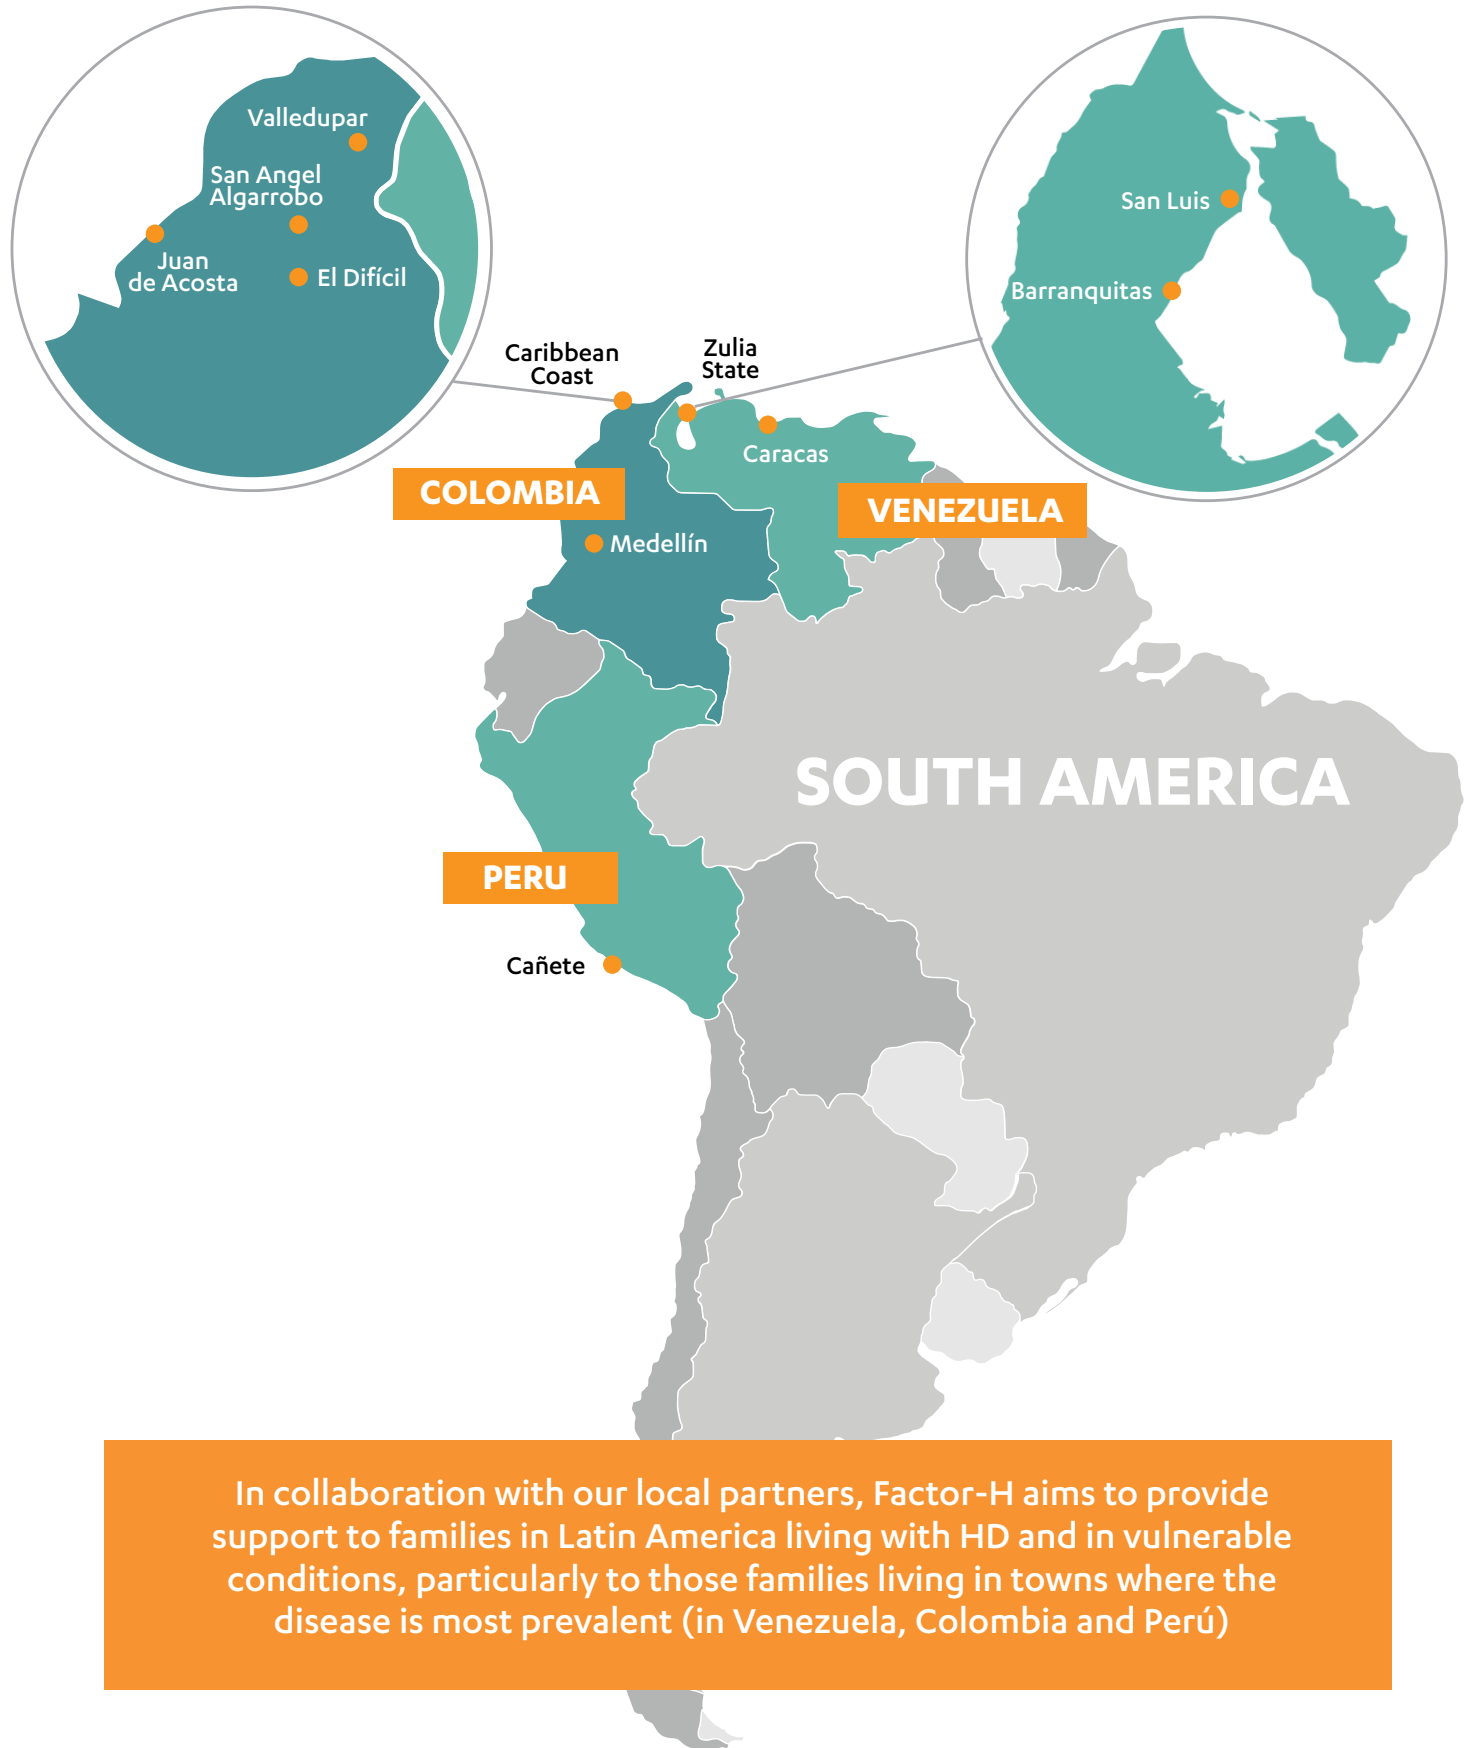 Valledupar
San Angel
Algarrobo
Juan
de Acosta
El Difícil
San Luis
Barranquitas
Caribbean
Coast
Zulia
State
Caracas
COLOMBIA
VENEZUELA
Medellín
SOUTH AMERICA
PERU
Cañete
In collaboration with our local partners, Factor-H aims to provide
support to families in Latin America living with HD and in vulnerable
conditions, particularly to those families living in towns where the
disease is most prevalent (in Venezuela, Colombia and Perú)